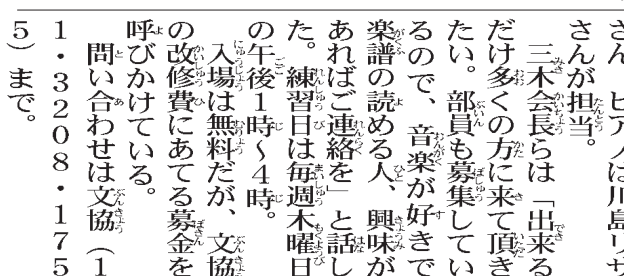 さん、ピアノは川島リサ
さんが担当。
三木会長らは「出来る
だけ多くの方に来て頂き
たい。部員も募集してい
るので、音楽が好きで
楽譜の読める人、興味が
あればご連絡を」と話し
た。練習日は毎週木曜日
の午後1時〜4時。
入場は無料だが、文協
の改修費にあてる募金を
呼びかけている。
問い合わせは文協（1
1・3208・175
5）まで。